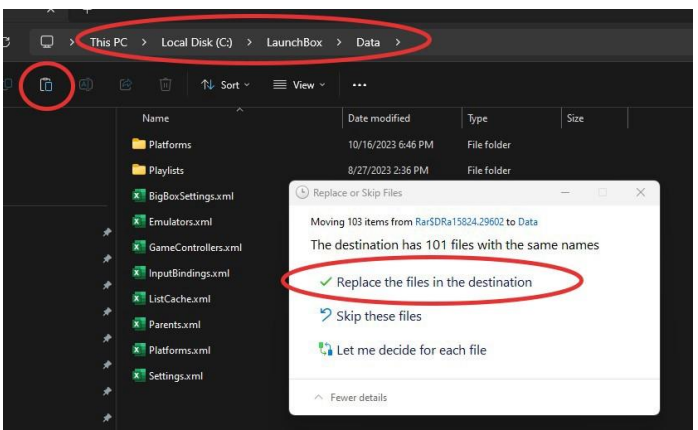 This PC > Local Disk (C:) > LaunchBox > Data >
Sort View ...
Name Date modified Type Size
Platforms 10/16/2023 6:46 PM File folder
Playlists 8/27/2023 2:36 PM File folder
BigBoxSettings.xml
Emulators.xml
GameControllers.xml
InputBindings.xml
ListCache.xml
Parents.xml
Platforms.xml
Settings.xml
Replace or Skip Files
Moving 103 items from Rar$DRa15824.29602 to Data
The destination has 101 files with the same names
Replace the files in the destination
Skip these files
Let me decide for each file
Fewer details